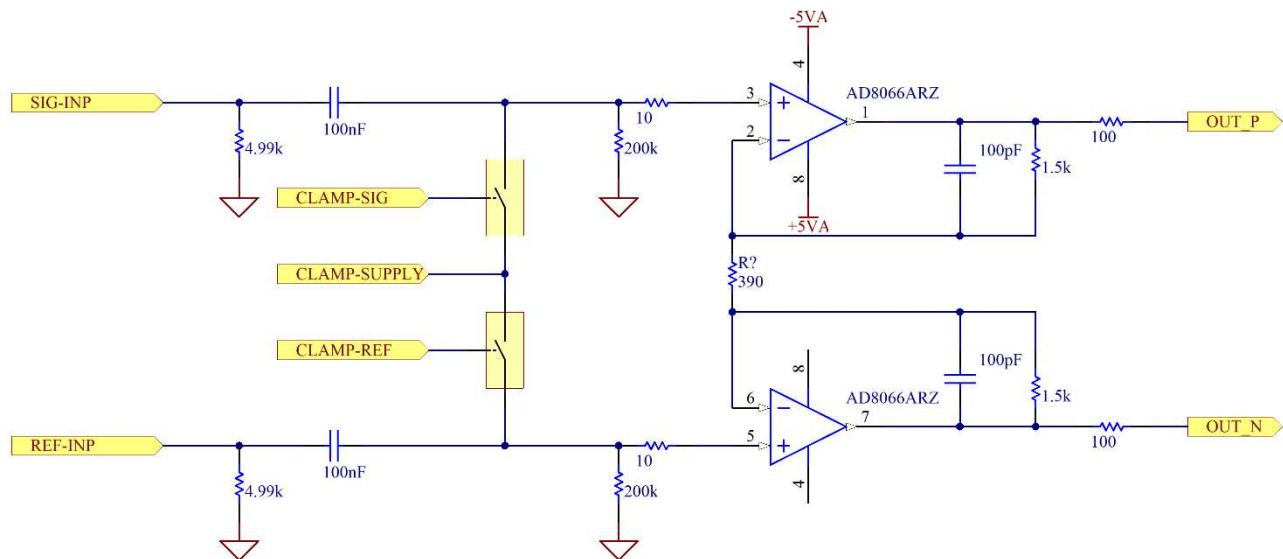 -5VA
4
SIG-INP
3
AD8066ARZ
1
OUT_P
100nF
10
2
100
4.99k
200k
100pF
1.5k
8
CLAMP-SIG
+5VA
R?
390
CLAMP-SUPPLY
CLAMP-REF
8
100pF
AD8066ARZ
1.5k
6
7
REF-INP
5
OUT_N
100nF
10
100
4.99k
200k
4